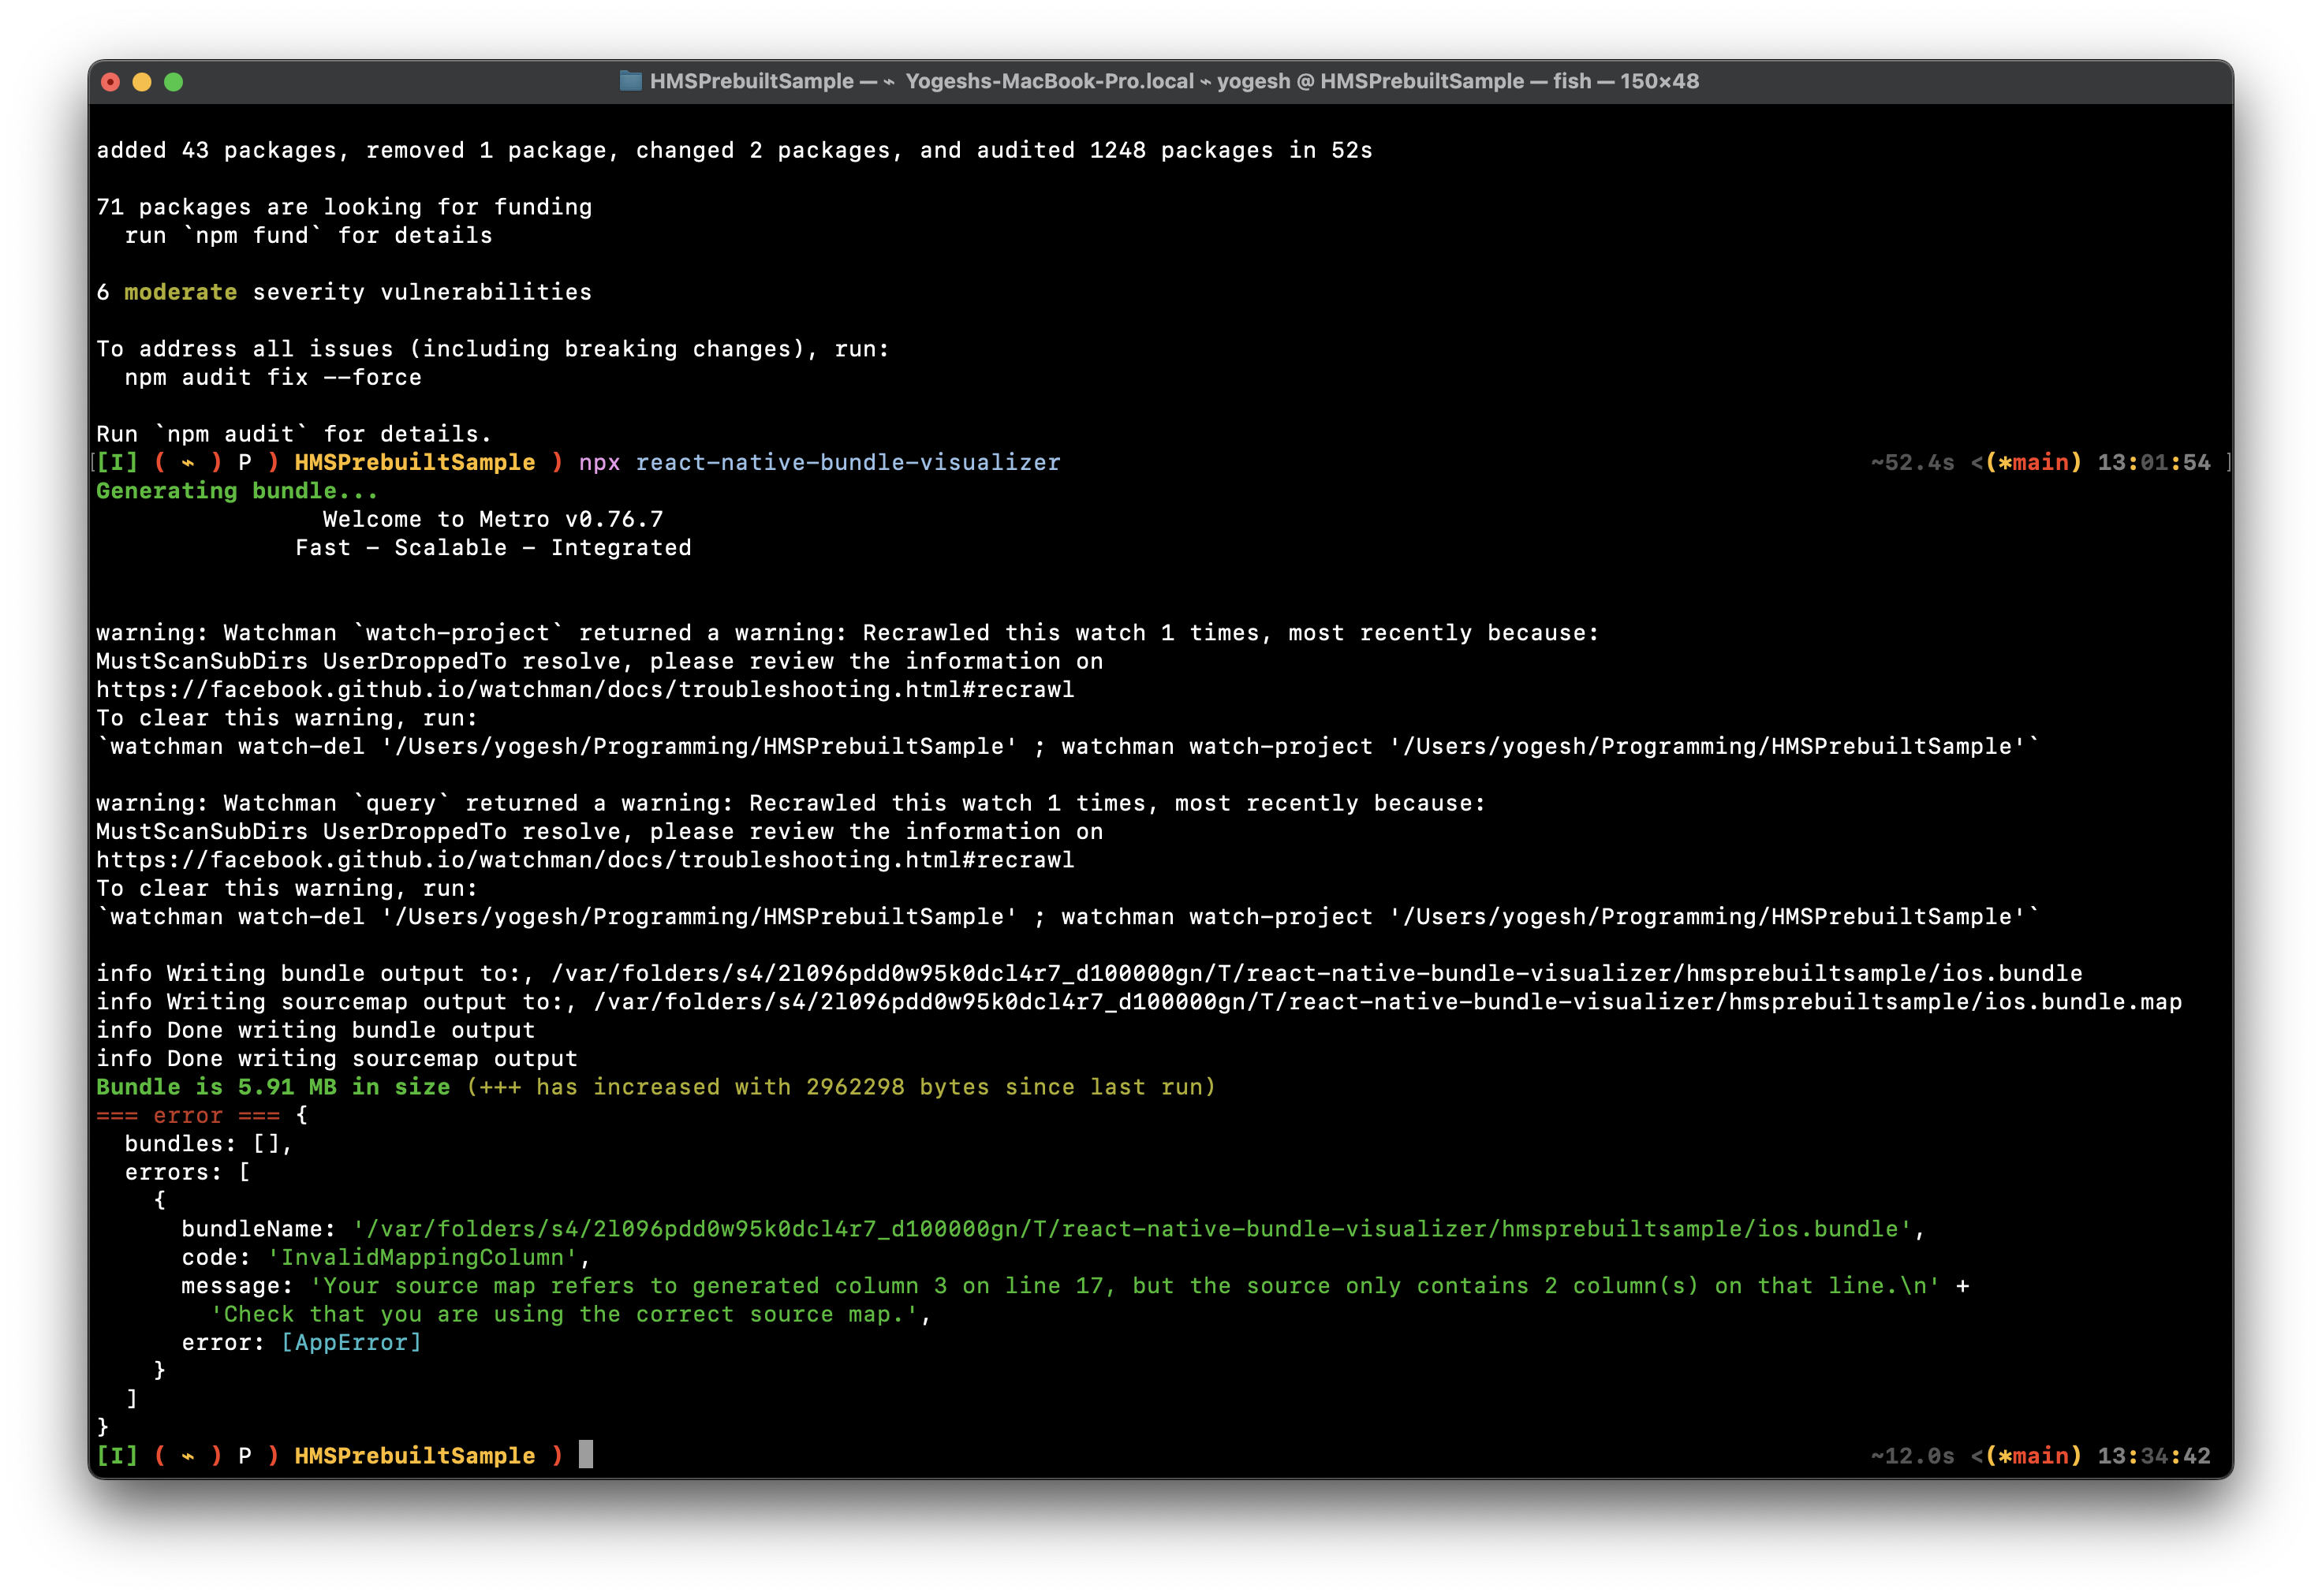 HMSPrebuiltSample — ⌁ Yogeshs-MacBook-Pro.local ⌁ yogesh @ HMSPrebuiltSample — fish — 150×48
added 43 packages, removed 1 package, changed 2 packages, and audited 1248 packages in 52s
71 packages are looking for funding
run `npm fund` for details
6 moderate severity vulnerabilities
To address all issues (including breaking changes), run:
npm audit fix --force
Run `npm audit` for details.
[[I] ( ⌁ ) P ) HMSPrebuiltSample ) npx react-native-bundle-visualizer ~52.4s <(*main) 13:01:54 ]
Generating bundle...
Welcome to Metro v0.76.7
Fast - Scalable - Integrated
warning: Watchman `watch-project` returned a warning: Recrawled this watch 1 times, most recently because:
MustScanSubDirs UserDroppedTo resolve, please review the information on
https://facebook.github.io/watchman/docs/troubleshooting.html#recrawl
To clear this warning, run:
`watchman watch-del '/Users/yogesh/Programming/HMSPrebuiltSample' ; watchman watch-project '/Users/yogesh/Programming/HMSPrebuiltSample'`
warning: Watchman `query` returned a warning: Recrawled this watch 1 times, most recently because:
MustScanSubDirs UserDroppedTo resolve, please review the information on
https://facebook.github.io/watchman/docs/troubleshooting.html#recrawl
To clear this warning, run:
`watchman watch-del '/Users/yogesh/Programming/HMSPrebuiltSample' ; watchman watch-project '/Users/yogesh/Programming/HMSPrebuiltSample'`
info Writing bundle output to:, /var/folders/s4/2l096pdd0w95k0dcl4r7_d100000gn/T/react-native-bundle-visualizer/hmsprebuiltsample/ios.bundle
info Writing sourcemap output to:, /var/folders/s4/2l096pdd0w95k0dcl4r7_d100000gn/T/react-native-bundle-visualizer/hmsprebuiltsample/ios.bundle.map
info Done writing bundle output
info Done writing sourcemap output
Bundle is 5.91 MB in size (+++ has increased with 2962298 bytes since last run)
=== error === {
bundles: [],
errors: [
{
bundleName: '/var/folders/s4/2l096pdd0w95k0dcl4r7_d100000gn/T/react-native-bundle-visualizer/hmsprebuiltsample/ios.bundle',
code: 'InvalidMappingColumn',
message: 'Your source map refers to generated column 3 on line 17, but the source only contains 2 column(s) on that line.\n' +
'Check that you are using the correct source map.',
error: [AppError]
}
]
}
[I] ( ⌁ ) P ) HMSPrebuiltSample ) ~12.0s <(*main) 13:34:42